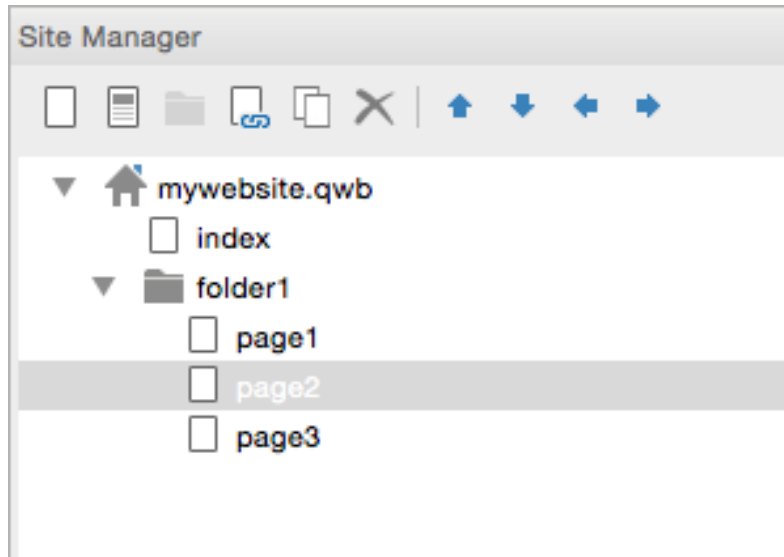 Site Manager
mywebsite.qwb
index
folder1
page1
page2
page3